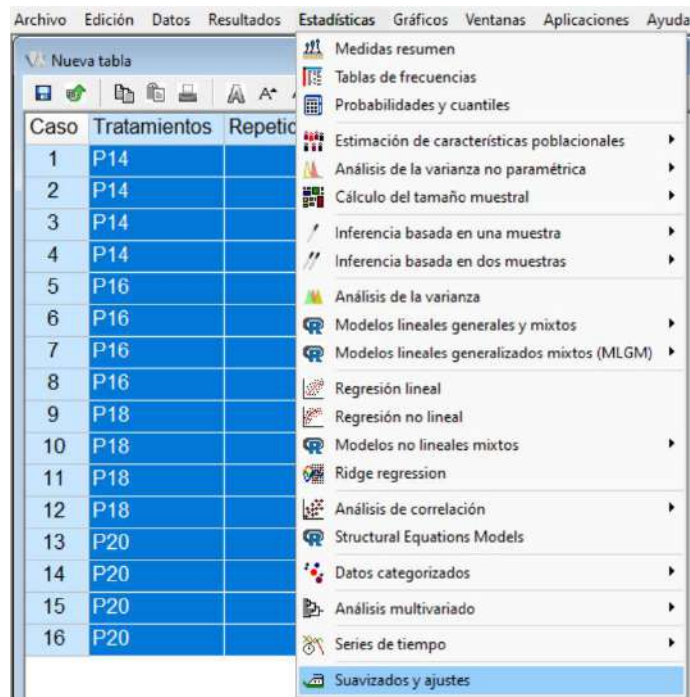 Archivo Edición Datos Resultados Estadísticas Gráficos Ventanas Aplicaciones Ayuda
Nueva tabla
Caso Tratamientos
1 P14
2 P14
3 P14
4 P14
5 P16
6 P16
7 P16
8 P16
9 P18
10 P18
11 P18
12 P18
13 P20
14 P20
15 P20
16 P20
Medidas resumen
Tablas de frecuencias
Probabilidades y cuantiles
Estimación de características poblacionales
Análisis de la varianza no paramétrica
Cálculo del tamaño muestral
Inferencia basada en una muestra
Inferencia basada en dos muestras
Análisis de la varianza
Modelos lineales generales y mixtos
Modelos lineales generalizados mixtos (MLGM)
Regresión lineal
Regresión no lineal
Modelos no lineales mixtos
Ridge regression
Análisis de correlación
Structural Equations Models
Datos categorizados
Análisis multivariado
Series de tiempo
Suavizados y ajustes